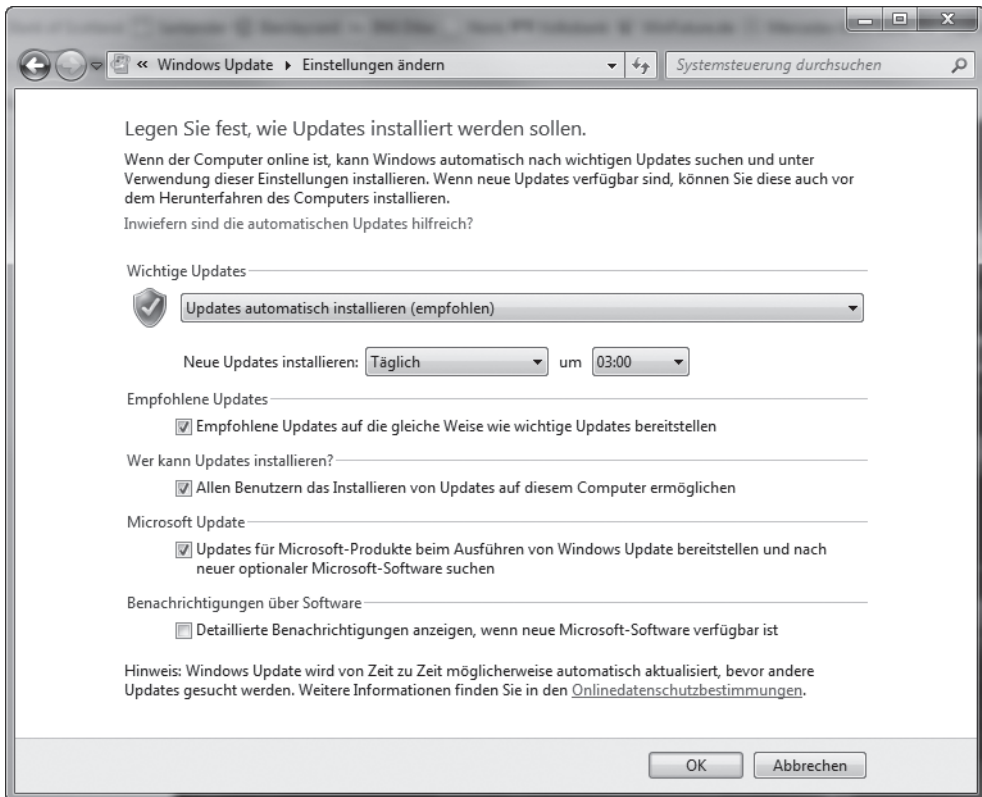 « Windows Update ▸ Einstellungen ändern
Systemsteuerung durchsuchen
Legen Sie fest, wie Updates installiert werden sollen.
Wenn der Computer online ist, kann Windows automatisch nach wichtigen Updates suchen und unter
Verwendung dieser Einstellungen installieren. Wenn neue Updates verfügbar sind, können Sie diese auch vor
dem Herunterfahren des Computers installieren.
Inwiefern sind die automatischen Updates hilfreich?
Wichtige Updates
Updates automatisch installieren (empfohlen)
Neue Updates installieren: Täglich um 03:00
Empfohlene Updates
Empfohlene Updates auf die gleiche Weise wie wichtige Updates bereitstellen
Wer kann Updates installieren?
Allen Benutzern das Installieren von Updates auf diesem Computer ermöglichen
Microsoft Update
Updates für Microsoft-Produkte beim Ausführen von Windows Update bereitstellen und nach
neuer optionaler Microsoft-Software suchen
Benachrichtigungen über Software
Detaillierte Benachrichtigungen anzeigen, wenn neue Microsoft-Software verfügbar ist
Hinweis: Windows Update wird von Zeit zu Zeit möglicherweise automatisch aktualisiert, bevor andere
Updates gesucht werden. Weitere Informationen finden Sie in den Onlinedatenschutzbestimmungen.
OK
Abbrechen